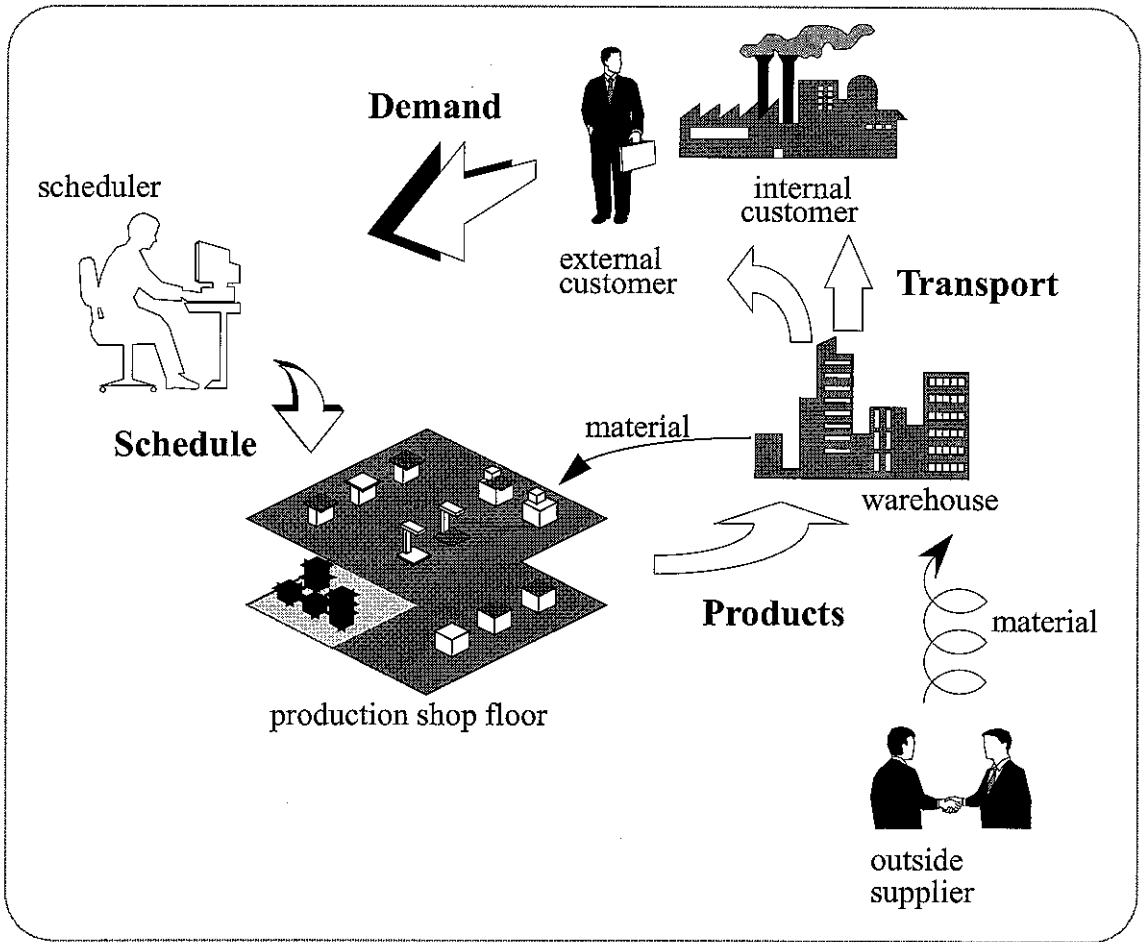 Demand
scheduler
internal
customer
external
customer
Transport
Schedule
material
warehouse
Products
material
production shop floor
outside
supplier